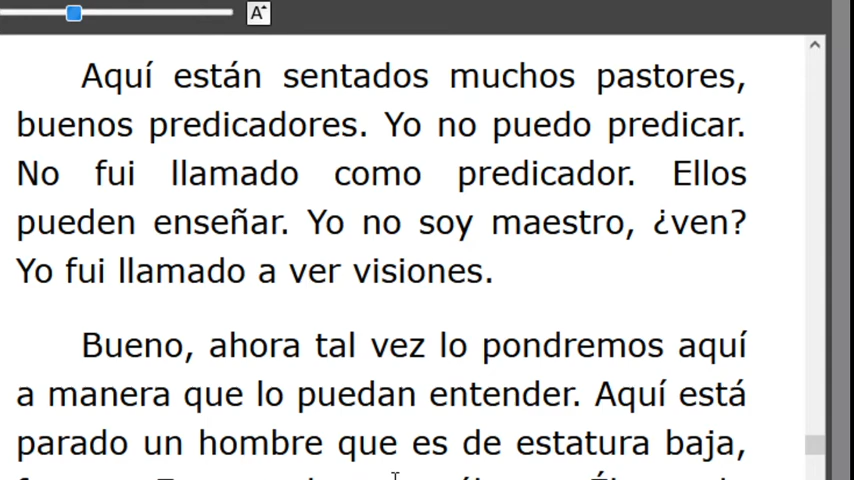 A
Aquí están sentados muchos pastores,
buenos predicadores. Yo no puedo predicar.
No fui llamado como predicador. Ellos
pueden enseñar. Yo no soy maestro, ¿ven?
Yo fui llamado a ver visiones.
Bueno, ahora tal vez lo pondremos aquí
a manera que lo puedan entender. Aquí está
parado un hombre que es de estatura baja,